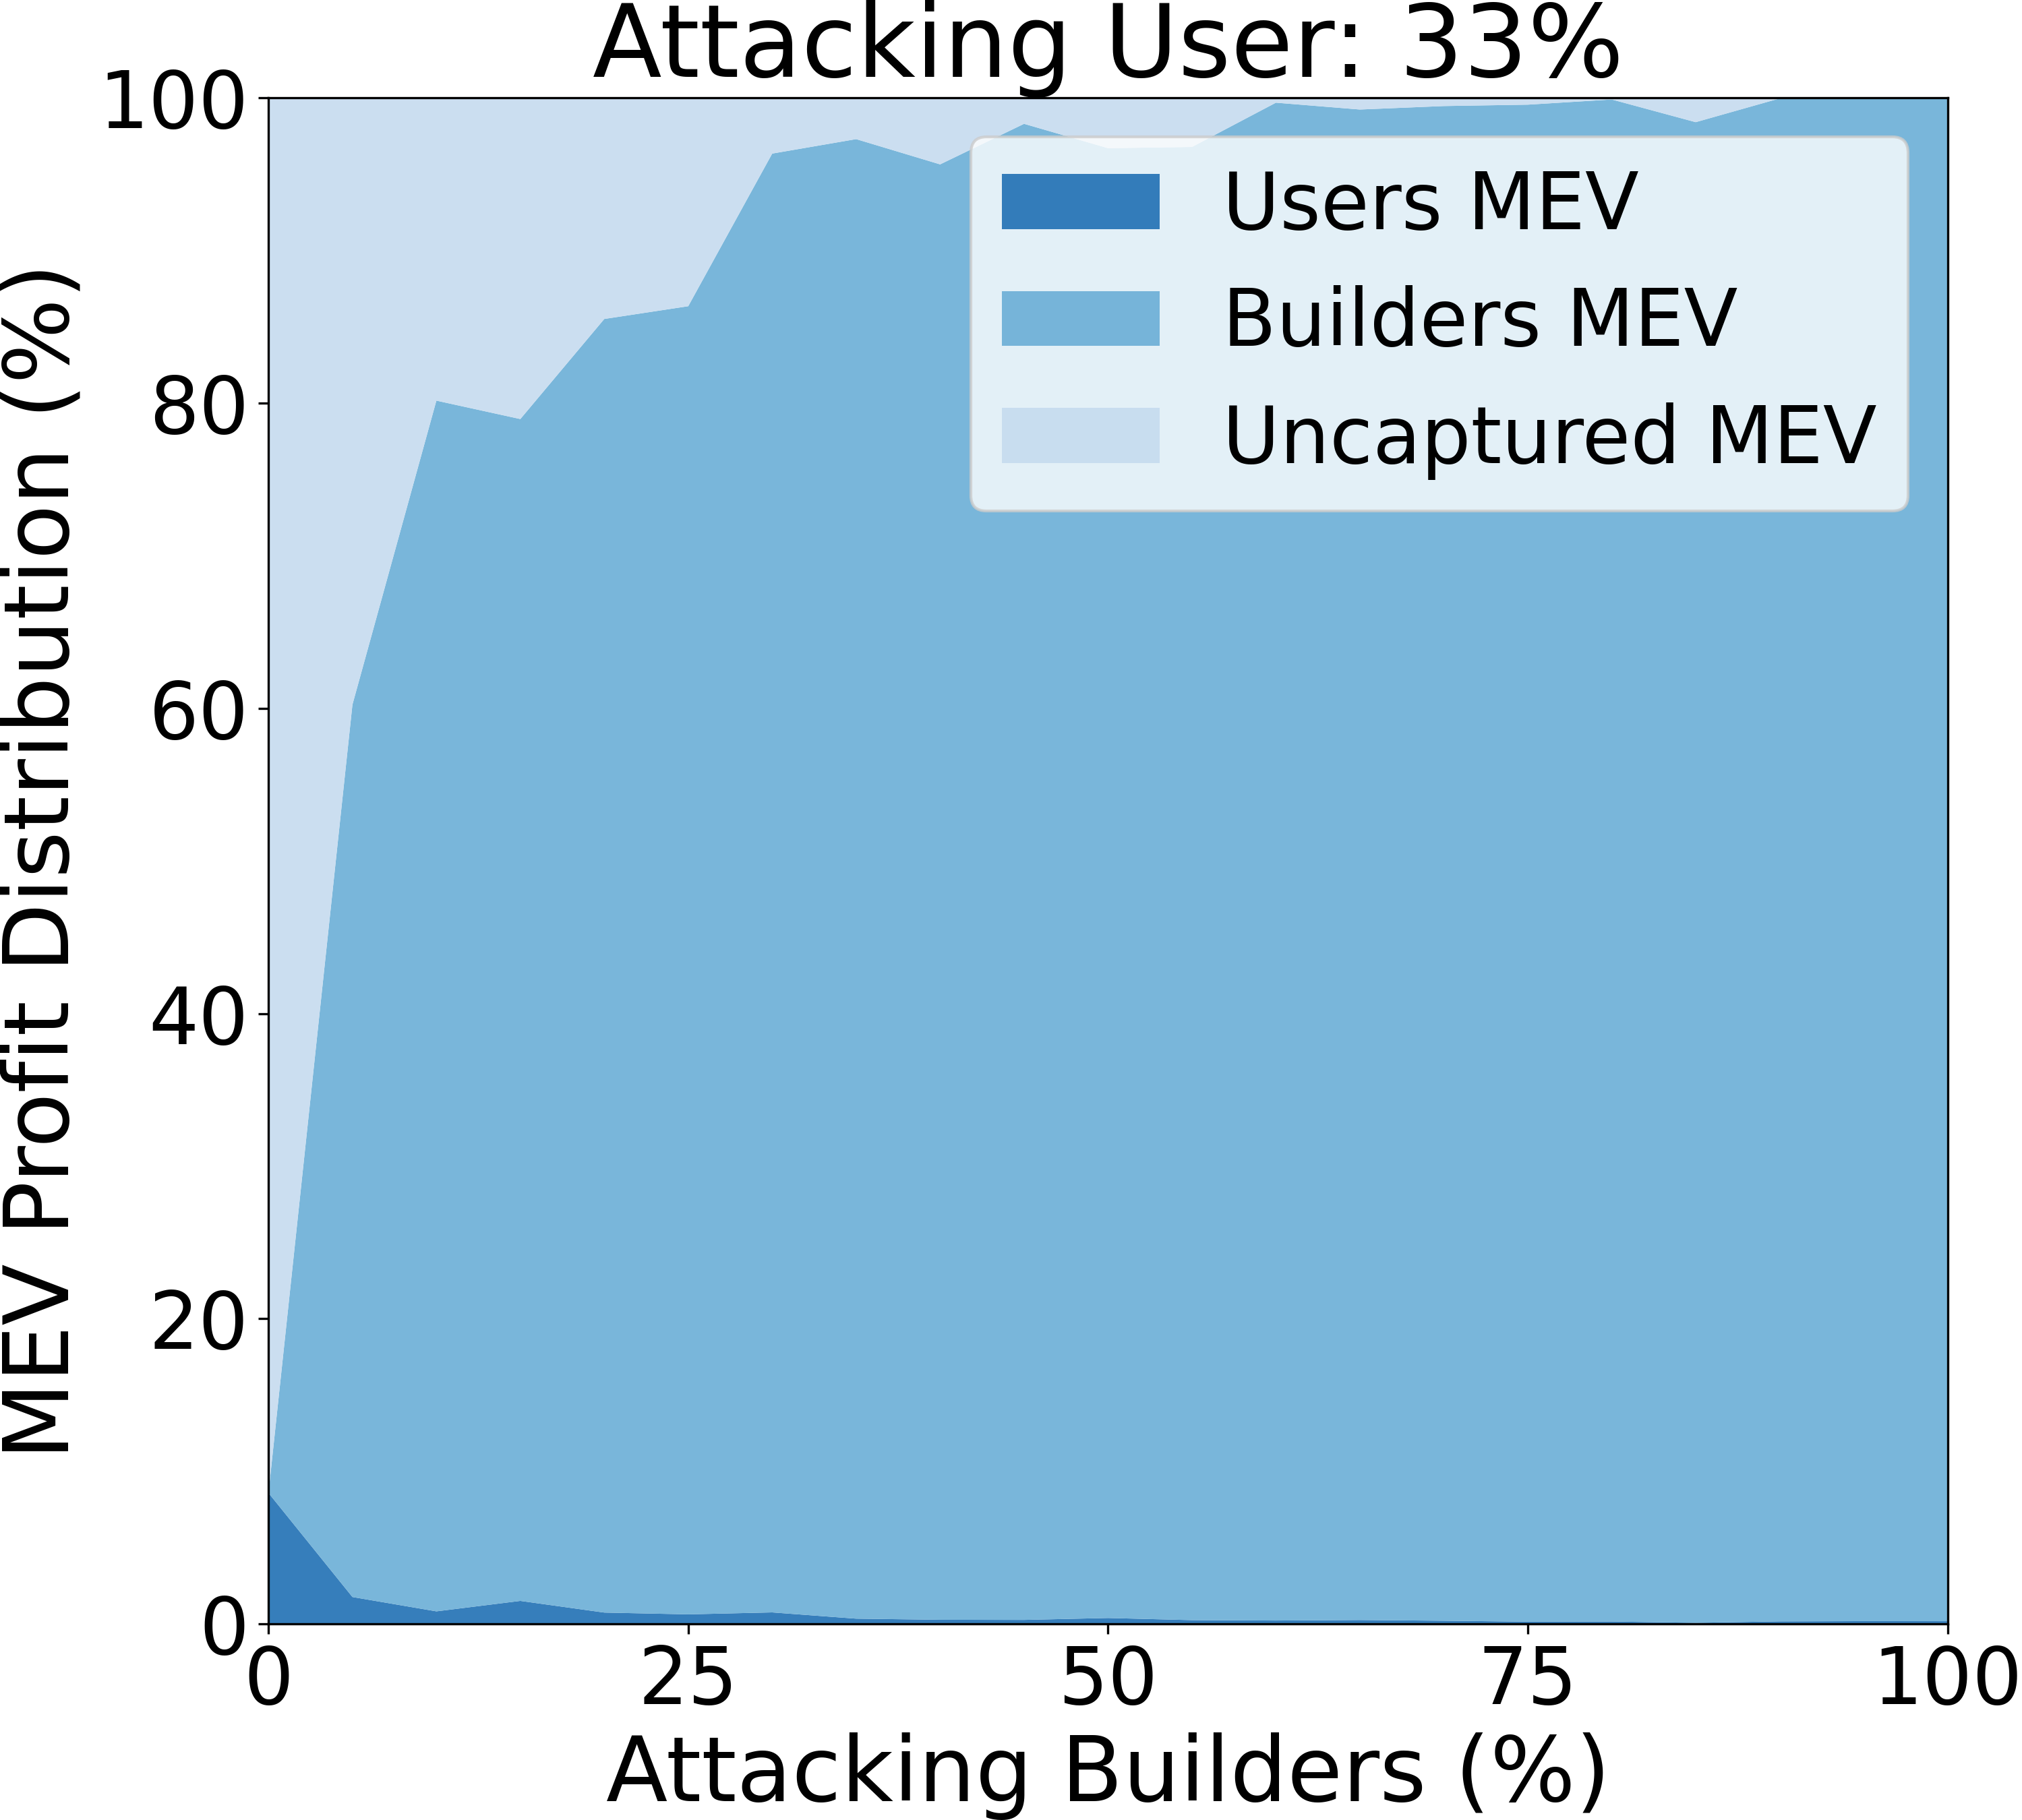 Attacking User: 33%
MEV Profit Distribution (%)
100
80
60
40
20
0
Users MEV
Builders MEV
Uncaptured MEV
0 25 50 75 100
Attacking Builders (%)